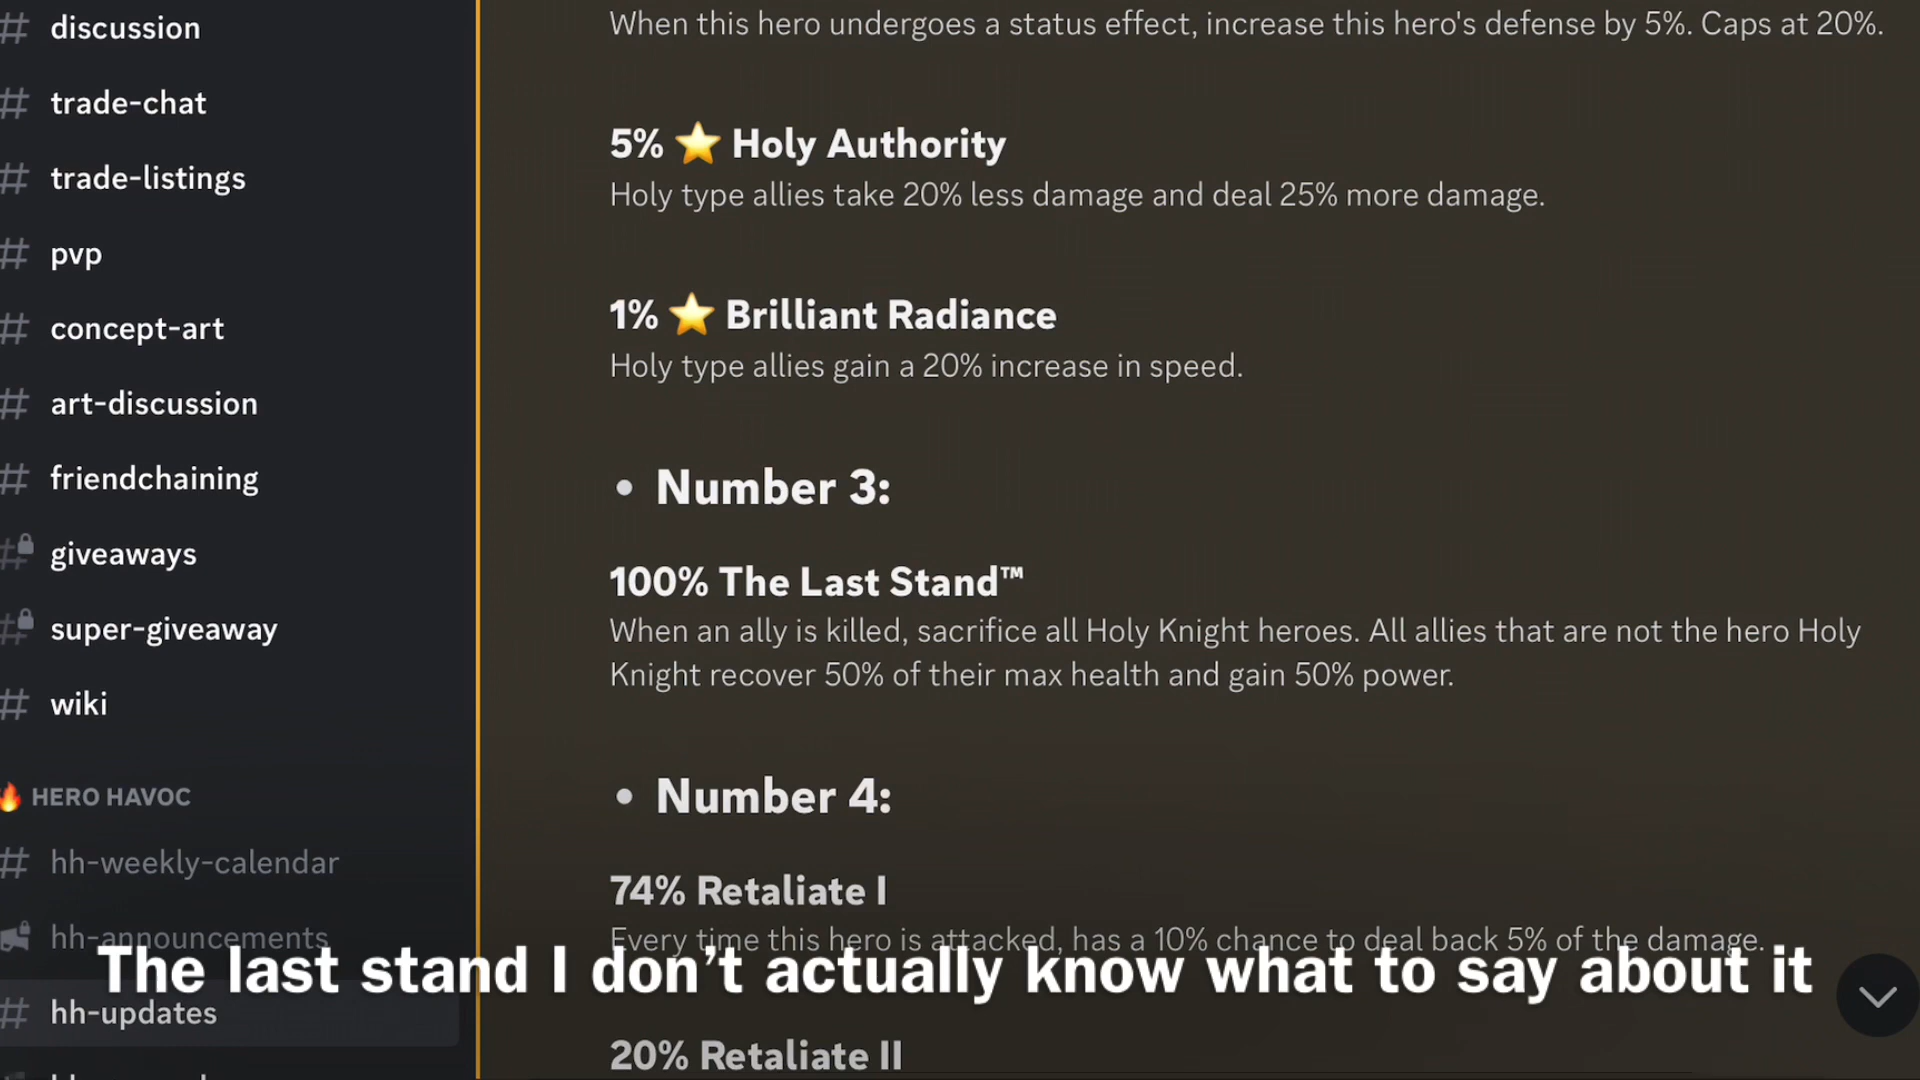 discussion
trade-chat
trade-listings
pvp
concept-art
art-discussion
friendchaining
giveaways
super-giveaway
wiki
🔥 HERO HAVOC
hh-weekly-calendar
hh-announcements
hh-updates
When this hero undergoes a status effect, increase this hero's defense by 5%. Caps at 20%.
5% ⭐ Holy Authority
Holy type allies take 20% less damage and deal 25% more damage.
1% ⭐ Brilliant Radiance
Holy type allies gain a 20% increase in speed.
• Number 3:
100% The Last Stand™
When an ally is killed, sacrifice all Holy Knight heroes. All allies that are not the hero Holy
Knight recover 50% of their max health and gain 50% power.
• Number 4:
74% Retaliate I
Every time this hero is attacked, has a 10% chance to deal back 5% of the damage.
20% Retaliate II
The last stand I don't actually know what to say about it